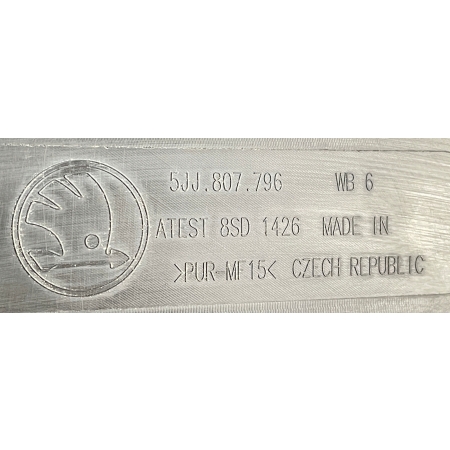 5JJ.807.796 WB 6
ATEST 8SD 1426 MADE IN
>PUR-MF15< CZECH REPUBLIC